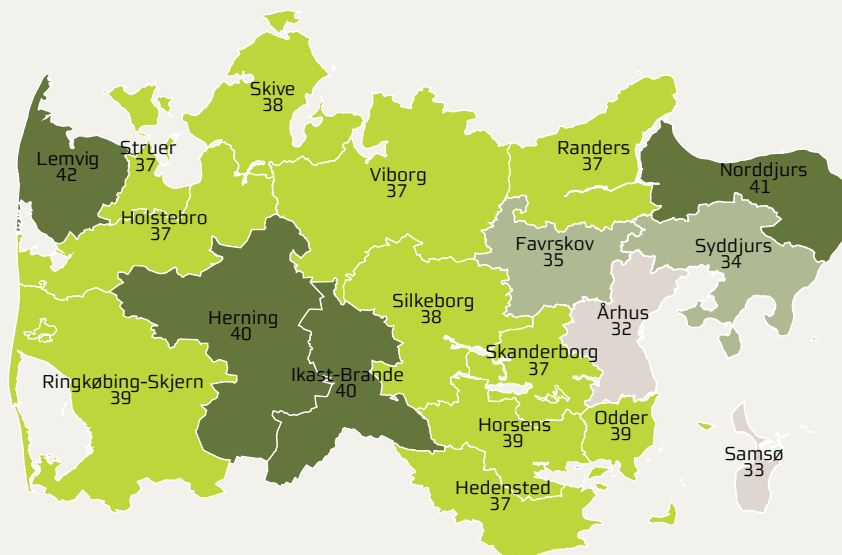 Skive
38
Struer
37
Lemvig
42
Randers
37
Viborg
37
Norddjurs
41
Holstebro
37
Favrskov
35
Syddjurs
34
Silkeborg
38
Herning
40
Århus
32
Skanderborg
37
Ringkøbing-Skjern
39
Ikast-Brande
40
Horsens
39
Odder
39
Samsø
33
Hedensted
37